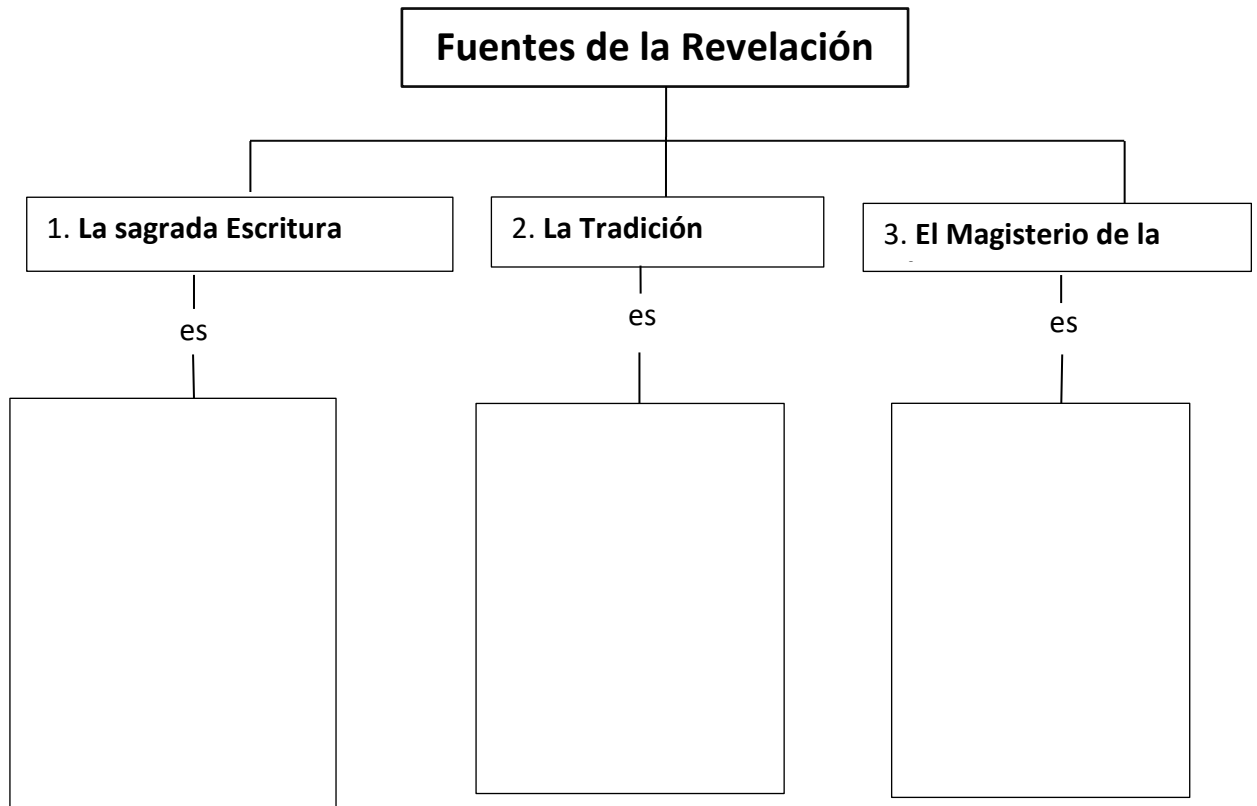 Fuentes de la Revelación
1. La sagrada Escritura
2. La Tradición
3. El Magisterio de la
es
es
es